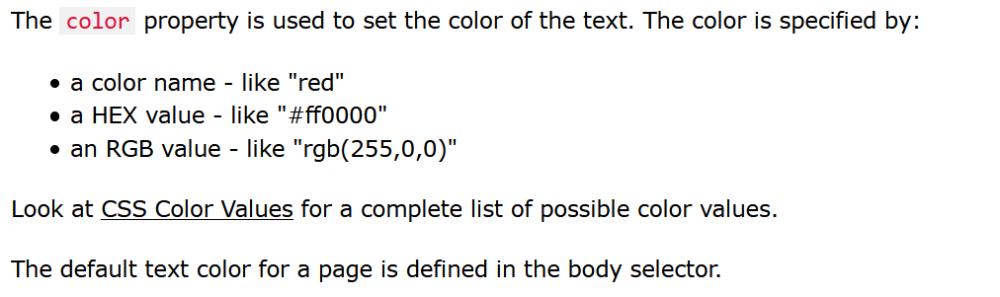 The color property is used to set the color of the text. The color is specified by:
• a color name - like "red"
• a HEX value - like "#ff0000"
• an RGB value - like "rgb(255,0,0)"
Look at CSS Color Values for a complete list of possible color values.
The default text color for a page is defined in the body selector.